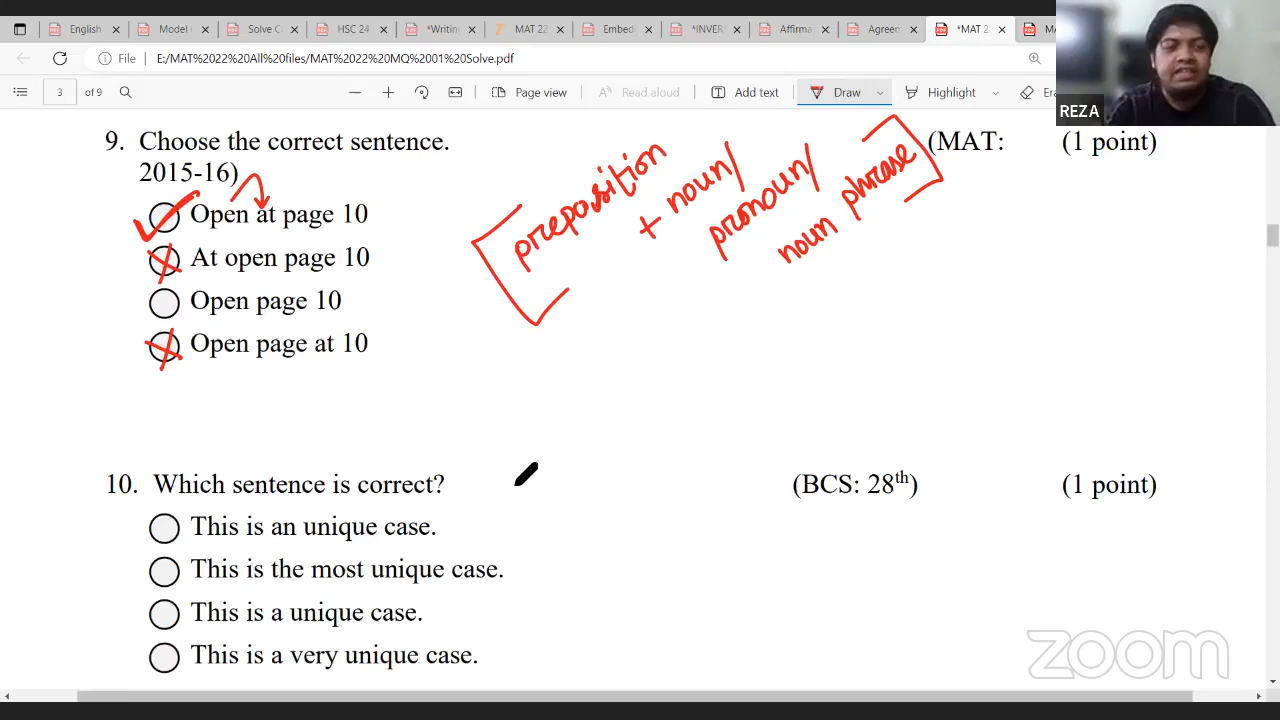 English
Model
Solve C
HSC 24
*Writin
MAT 22
Embed
*INVER
Affirma
Agreem
*MAT 2
MA
File
E:/MAT%2022%20All%20files/MAT%2022%20MQ%2001%20Solve.pdf
3 of 9
Page view
Read aloud
Add text
Draw
Highlight
Era
REZA
9. Choose the correct sentence. (MAT: (1 point)
2015-16)
Open at page 10
At open page 10
Open page 10
Open page at 10
preposition
+ noun/
pronoun/
noun phrase
10. Which sentence is correct? (BCS: 28th) (1 point)
This is an unique case.
This is the most unique case.
This is a unique case.
This is a very unique case.
zoom